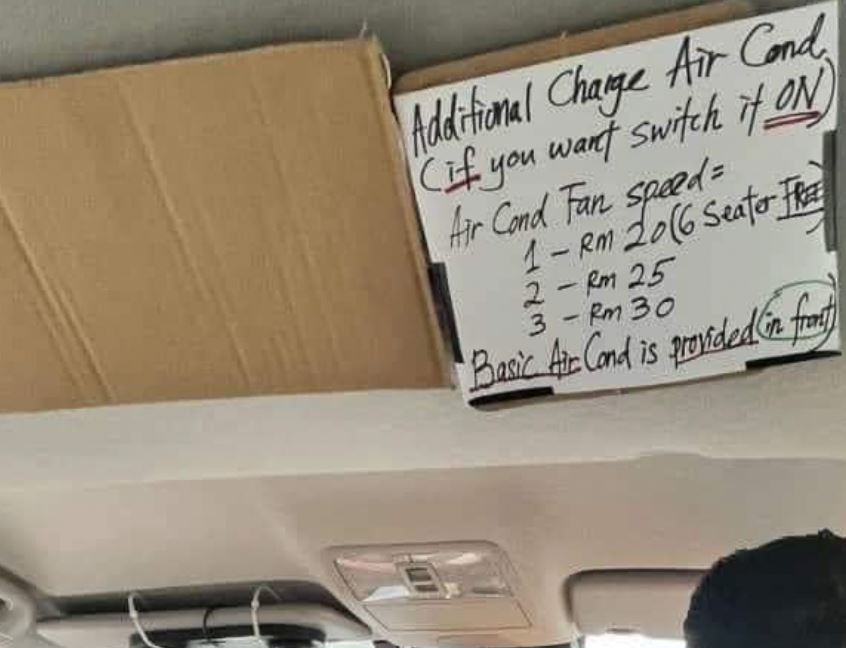 Additional Charge Air Cond.
(if you want switch it ON)
Air Cond Fan speed=
1 - Rm 20 (6 Seater FREE)
2 - Rm 25
3 - Rm 30
Basic Air Cond is provided (in front)